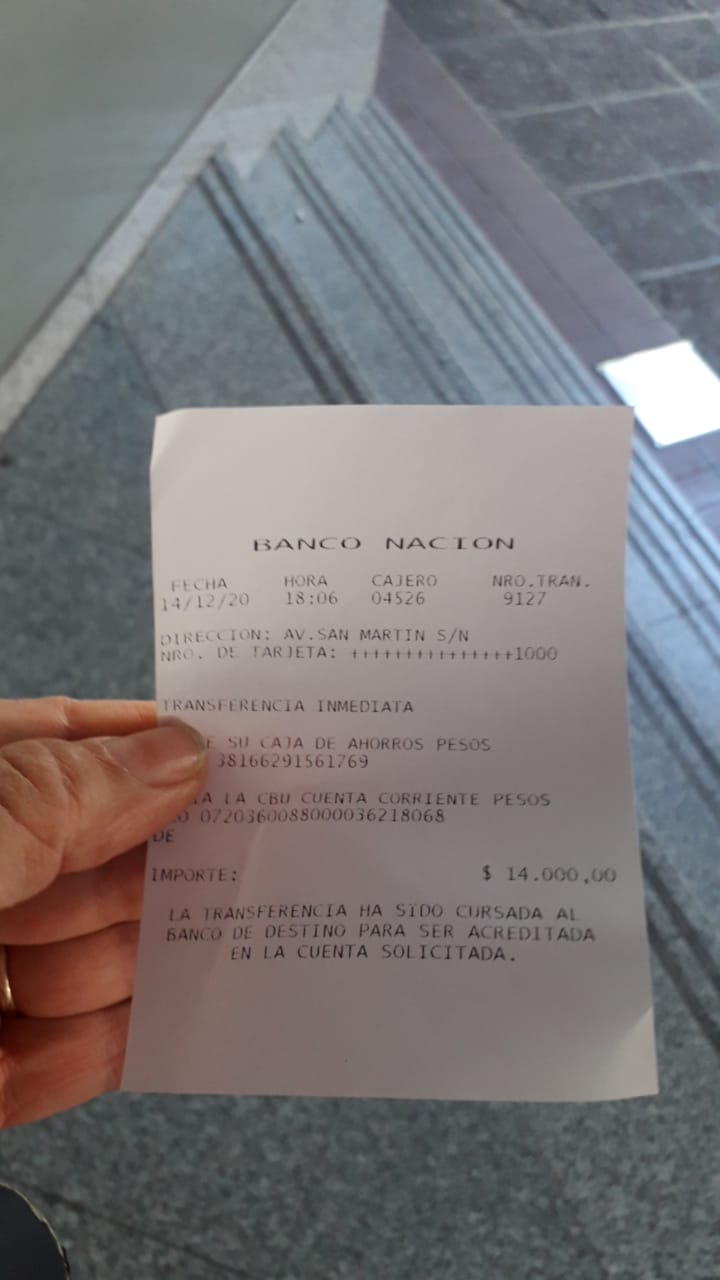 BANCO NACION
FECHA HORA CAJERO NRO.TRAN.
14/12/20 18:06 04526 9127
DIRECCION: AV.SAN MARTIN S/N
NRO. DE TARJETA: +++++++++++++++1000
TRANSFERENCIA INMEDIATA
SU CAJA DE AHORROS PESOS
38166291561769
LA CBU CUENTA CORRIENTE PESOS
0720360088000036218068
DE
IMPORTE: $ 14.000,00
LA TRANSFERENCIA HA SIDO CURSADA AL
BANCO DE DESTINO PARA SER ACREDITADA
EN LA CUENTA SOLICITADA.